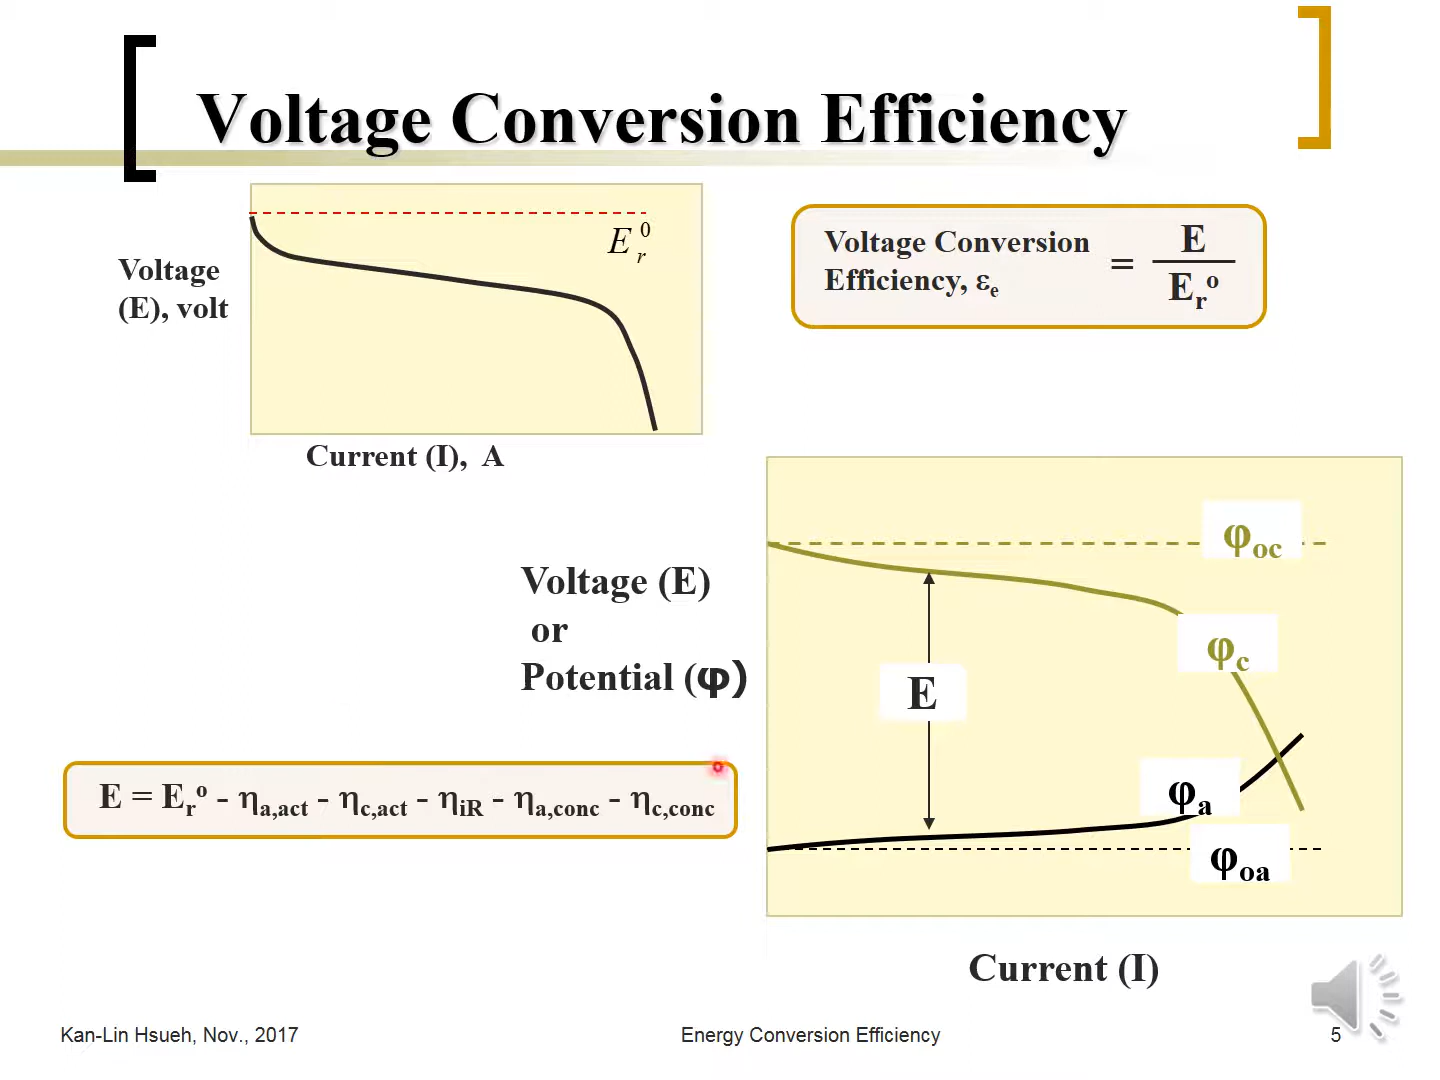 Voltage Conversion Efficiency
Voltage
(E), volt
E_r^0
Current (I), A
Voltage Conversion
Efficiency, ε_e
= E / E_r^o
Voltage (E)
or
Potential (φ)
φ_oc
φ_c
E
φ_a
φ_oa
Current (I)
E = E_r^o - η_a,act - η_c,act - η_iR - η_a,conc - η_c,conc
Kan-Lin Hsueh, Nov., 2017
Energy Conversion Efficiency
5